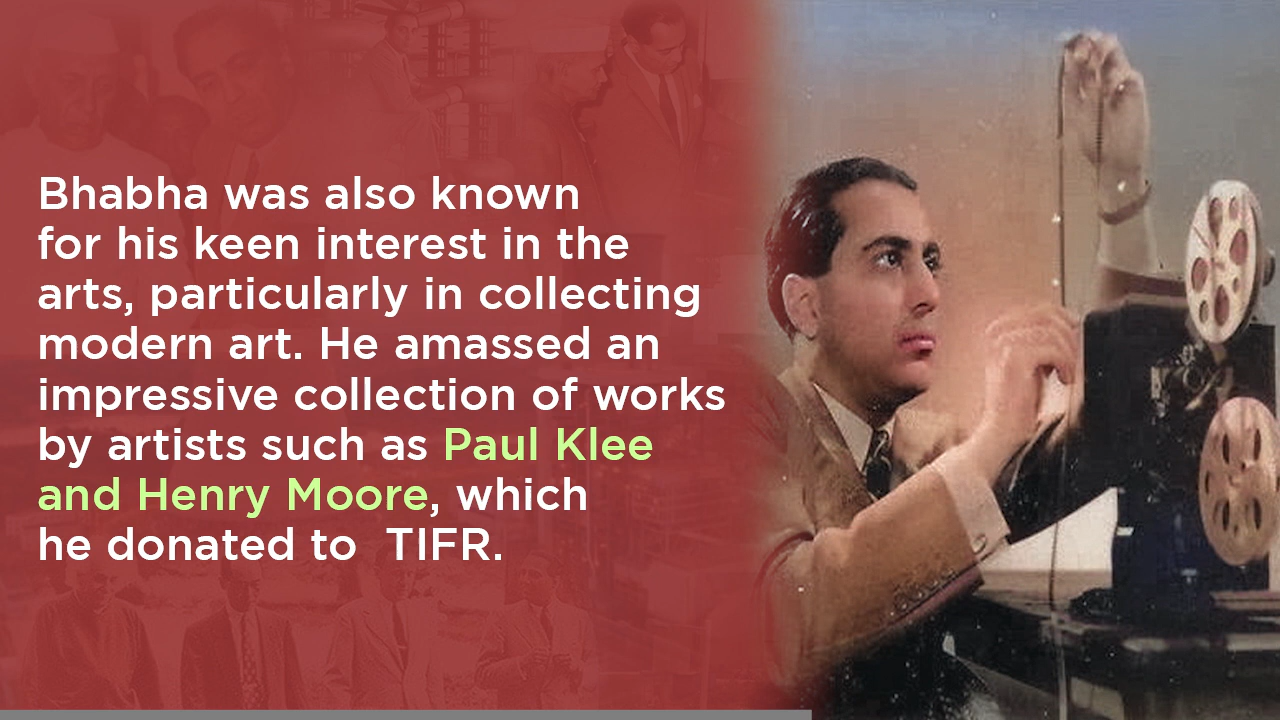 Bhabha was also known
for his keen interest in the
arts, particularly in collecting
modern art. He amassed an
impressive collection of works
by artists such as Paul Klee
and Henry Moore, which
he donated to  TIFR.